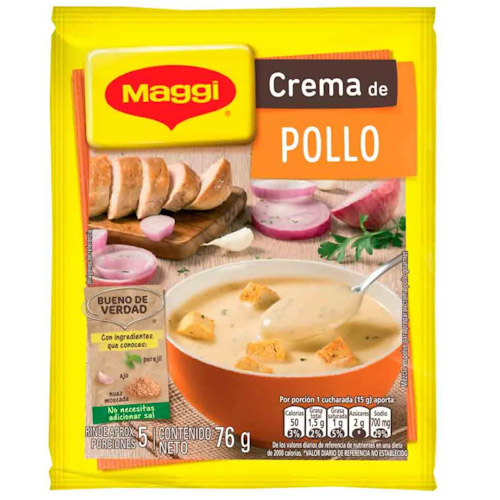 Maggi
Crema de
POLLO
BUENO DE
VERDAD
Con ingredientes
que conoces:
perejil
ajo
nuez
moscada
No necesitas
adicionar sal
RINDE APROX
PORCIONES 5
CONTENIDO
NETO 76 g
Por porción 1 cucharada (15 g) aporta:
Calorías
50
Grasa
total
1,5 g
Grasa
saturada
1 g
Azúcares
2 g
Sodio
700 mg
De los valores diarios de referencia de nutrientes en una dieta
de 2000 calorías. *VALOR DIARIO DE REFERENCIA NO ESTABLECIDO